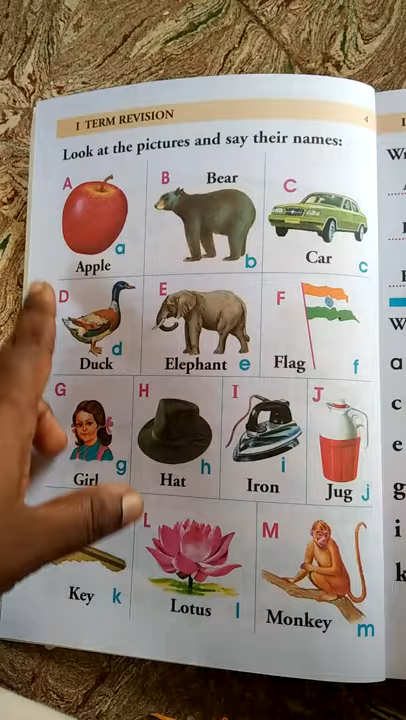 I TERM REVISION 4
Look at the pictures and say their names:
A B Bear C
a b Car c
Apple
D E F
Duck d Elephant e Flag f
G H I J
Girl g Hat h Iron i Jug j
L M
Key k Lotus l Monkey m
W
a
c
e
g
i
k